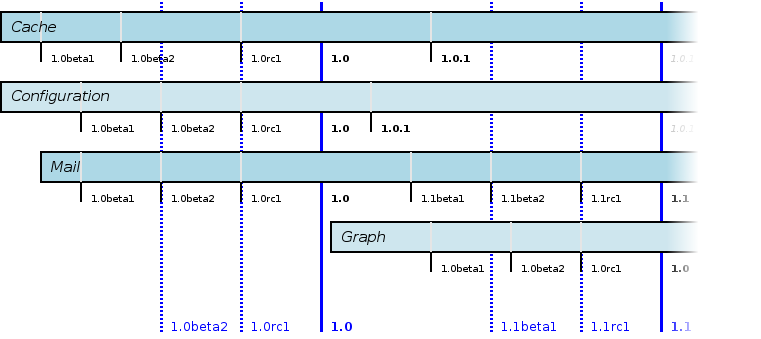 Cache
1.0beta1 1.0beta2 1.0rc1 1.0 1.0.1 1.0.1
Configuration
1.0beta1 1.0beta2 1.0rc1 1.0 1.0.1 1.0.1
Mail
1.0beta1 1.0beta2 1.0rc1 1.0 1.1beta1 1.1beta2 1.1rc1 1.1
Graph
1.0beta1 1.0beta2 1.0rc1 1.0
1.0beta2 1.0rc1 1.0 1.1beta1 1.1rc1 1.1